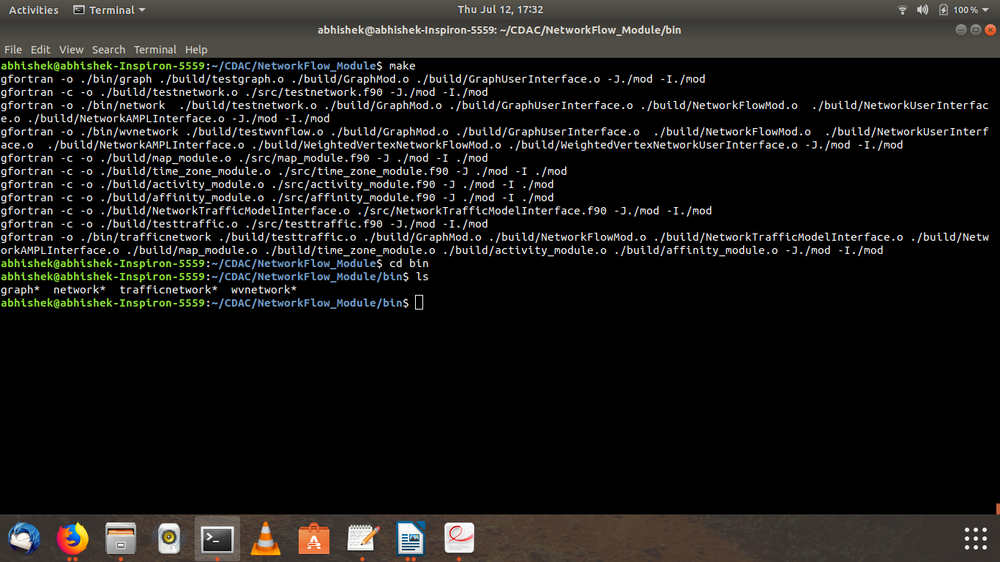 Activities Terminal Thu Jul 12, 17:32 100%
abhishek@abhishek-Inspiron-5559: ~/CDAC/NetworkFlow_Module/bin
File Edit View Search Terminal Help
abhishek@abhishek-Inspiron-5559:~/CDAC/NetworkFlow_Module$ make
gfortran -o ./bin/graph ./build/testgraph.o ./build/GraphMod.o ./build/GraphUserInterface.o -J./mod -I./mod
gfortran -c -o ./build/testnetwork.o ./src/testnetwork.f90 -J./mod -I./mod
gfortran -o ./bin/network  ./build/testnetwork.o ./build/GraphMod.o ./build/GraphUserInterface.o ./build/NetworkFlowMod.o  ./build/NetworkUserInterfac
e.o ./build/NetworkAMPLInterface.o -J./mod -I./mod
gfortran -o ./bin/wvnetwork ./build/testwvnflow.o ./build/GraphMod.o ./build/GraphUserInterface.o  ./build/NetworkFlowMod.o  ./build/NetworkUserInterf
ace.o  ./build/NetworkAMPLInterface.o ./build/WeightedVertexNetworkFlowMod.o ./build/WeightedVertexNetworkUserInterface.o -J./mod -I./mod
gfortran -c -o ./build/map_module.o ./src/map_module.f90 -J ./mod -I ./mod
gfortran -c -o ./build/time_zone_module.o ./src/time_zone_module.f90 -J ./mod -I ./mod
gfortran -c -o ./build/activity_module.o ./src/activity_module.f90 -J ./mod -I ./mod
gfortran -c -o ./build/affinity_module.o ./src/affinity_module.f90 -J ./mod -I ./mod
gfortran -c -o ./build/NetworkTrafficModelInterface.o ./src/NetworkTrafficModelInterface.f90 -J./mod -I./mod
gfortran -c -o ./build/testtraffic.o ./src/testtraffic.f90 -J./mod -I./mod
gfortran -o ./bin/trafficnetwork ./build/testtraffic.o ./build/GraphMod.o ./build/NetworkFlowMod.o ./build/NetworkTrafficModelInterface.o ./build/Netw
orkAMPLInterface.o ./build/map_module.o ./build/time_zone_module.o ./build/activity_module.o ./build/affinity_module.o -J./mod -I./mod
abhishek@abhishek-Inspiron-5559:~/CDAC/NetworkFlow_Module$ cd bin
abhishek@abhishek-Inspiron-5559:~/CDAC/NetworkFlow_Module/bin$ ls
graph*  network*  trafficnetwork*  wvnetwork*
abhishek@abhishek-Inspiron-5559:~/CDAC/NetworkFlow_Module/bin$